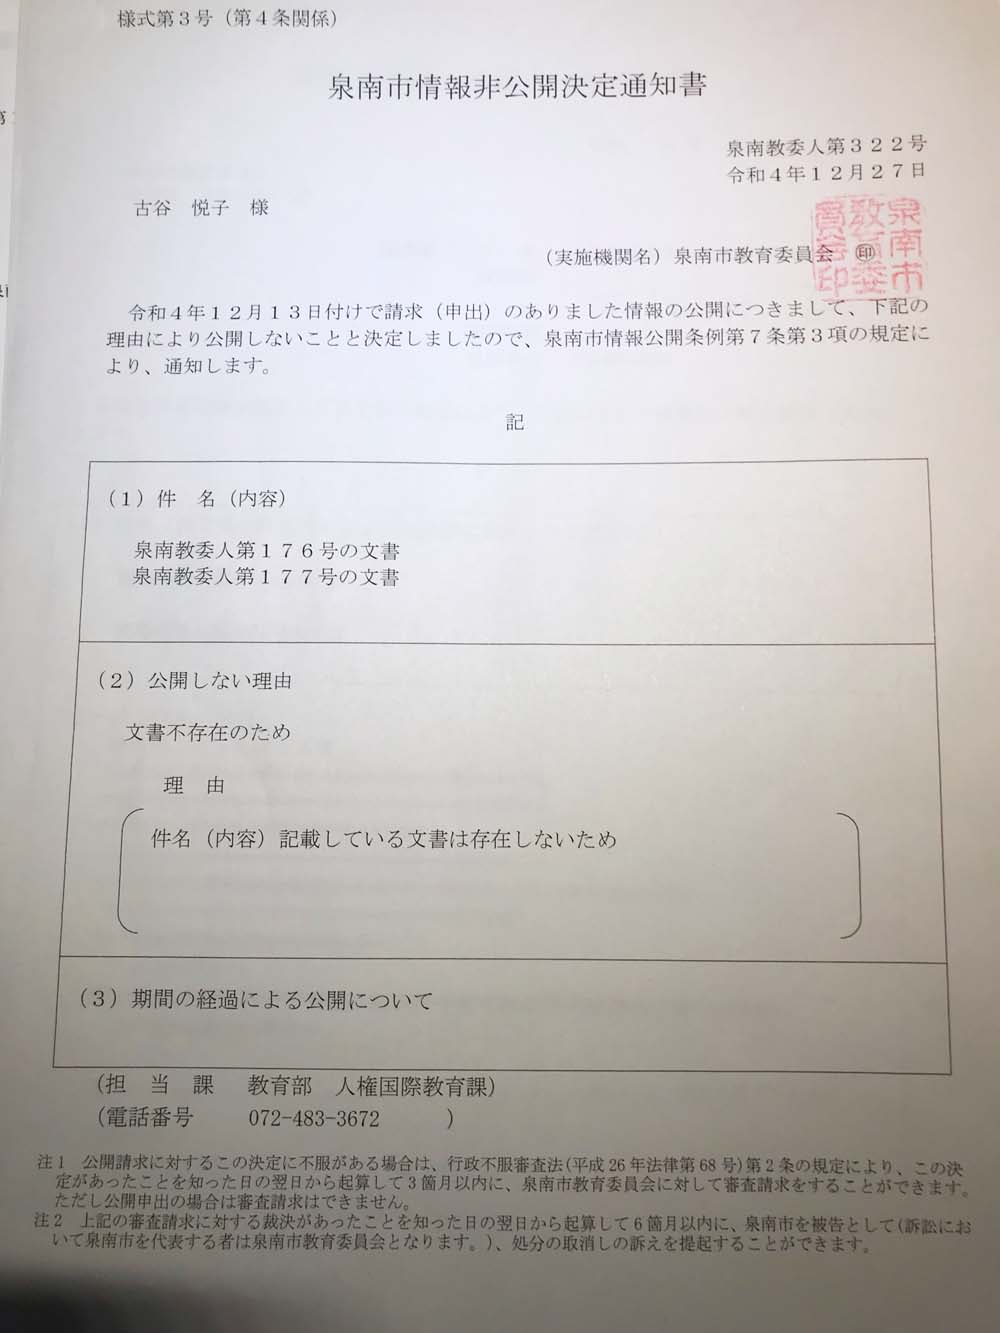 様式第３号（第４条関係）
泉南市情報非公開決定通知書
泉南教委人第３２２号
令和４年１２月２７日
古谷　悦子　様
（実施機関名）泉南市教育委員会　㊞
泉南市教育委員会印
令和４年１２月１３日付けで請求（申出）のありました情報の公開につきまして、下記の
理由により公開しないことと決定しましたので、泉南市情報公開条例第７条第３項の規定に
より、通知します。
記
（１）件　名（内容）
泉南教委人第１７６号の文書
泉南教委人第１７７号の文書
（２）公開しない理由
文書不存在のため
理　由
件名（内容）記載している文書は存在しないため
（３）期間の経過による公開について
（担　当　課　　教育部　人権国際教育課）
（電話番号　　072-483-3672　　　）
注１　公開請求に対するこの決定に不服がある場合は、行政不服審査法(平成 26 年法律第 68 号)第２条の規定により、この決
定があったことを知った日の翌日から起算して３箇月以内に、泉南市教育委員会に対して審査請求をすることができます。
ただし公開申出の場合は審査請求はできません。
注２　上記の審査請求に対する裁決があったことを知った日の翌日から起算して６箇月以内に、泉南市を被告として(訴訟にお
いて泉南市を代表する者は泉南市教育委員会となります。)、処分の取消しの訴えを提起することができます。